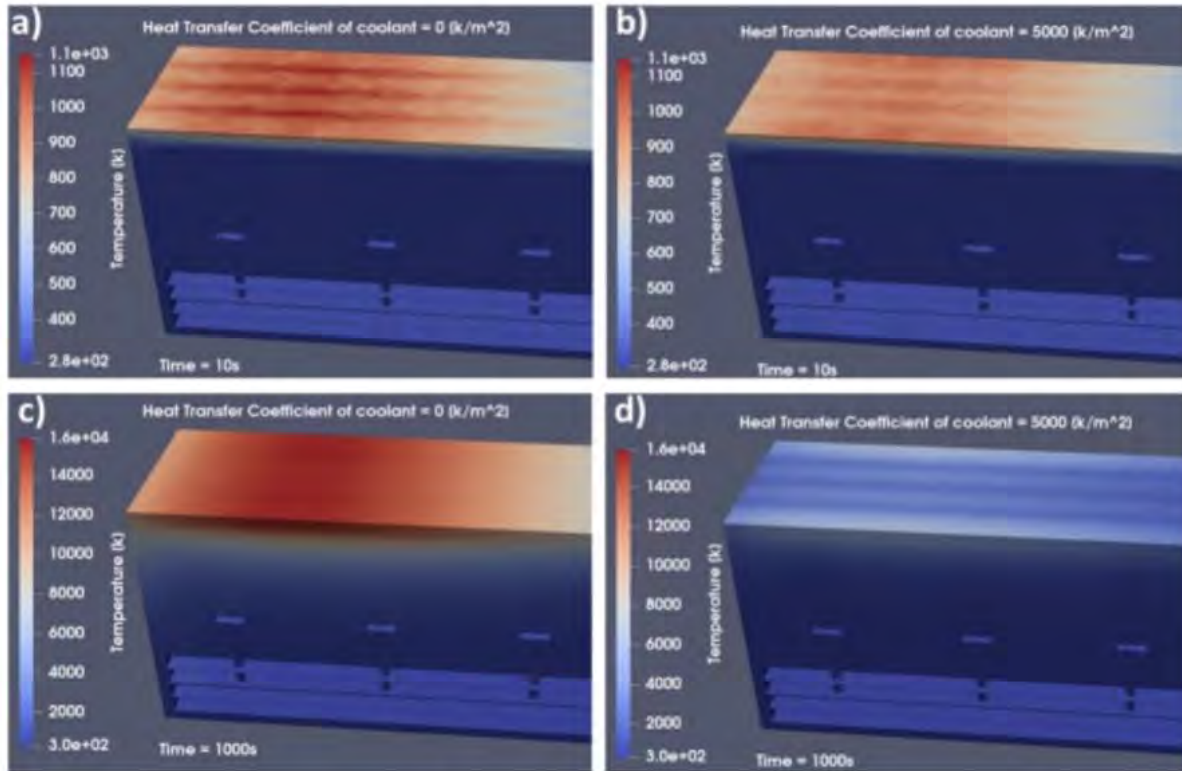 a)
Heat Transfer Coefficient of coolant = 0 (k/m^2)
1.1e+03
1100
1000
900
800
700
600
500
400
2.8e+02
Temperature (k)
Time = 10s
b)
Heat Transfer Coefficient of coolant = 5000 (k/m^2)
1.1e+03
1100
1000
900
800
700
600
500
400
2.8e+02
Temperature (k)
Time = 10s
c)
Heat Transfer Coefficient of coolant = 0 (k/m^2)
1.6e+04
14000
12000
10000
8000
6000
4000
2000
3.0e+02
Temperature (k)
Time = 1000s
d)
Heat Transfer Coefficient of coolant = 5000 (k/m^2)
1.6e+04
14000
12000
10000
8000
6000
4000
2000
3.0e+02
Temperature (k)
Time = 1000s